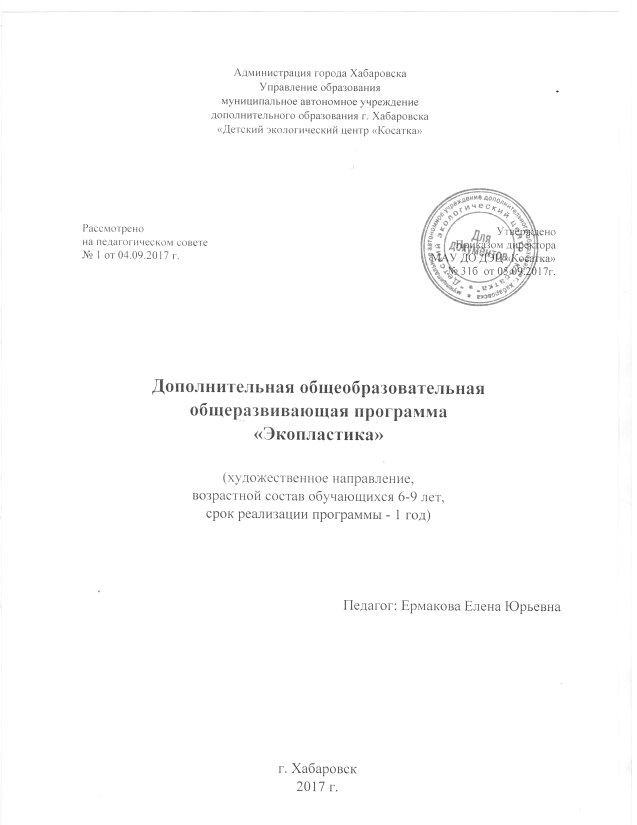 Администрация города Хабаровска
Управление образования
муниципальное автономное учреждение
дополнительного образования г. Хабаровска
«Детский экологический центр «Косатка»
Рассмотрено
на педагогическом совете
№ 1 от 04.09.2017 г.
Утверждено
Приказом директора
МАУ ДО ДЭЦ «Косатка»
от 05.09.2017г.
Для
документов
Дополнительная общеобразовательная
общеразвивающая программа
«Экопластика»
(художественное направление,
возрастной состав обучающихся 6-9 лет,
срок реализации программы - 1 год)
Педагог: Ермакова Елена Юрьевна
г. Хабаровск
2017 г.